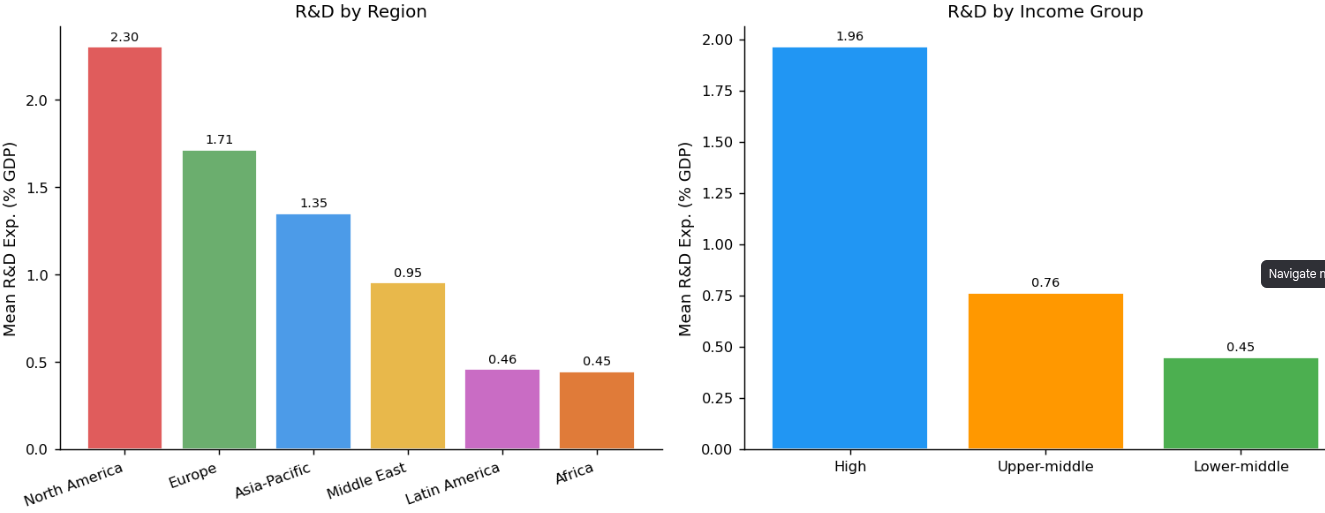 R&D by Region
Mean R&D Exp. (% GDP)
2.0
1.5
1.0
0.5
0.0
2.30
1.71
1.35
0.95
0.46
0.45
North America
Europe
Asia-Pacific
Middle East
Latin America
Africa
R&D by Income Group
Mean R&D Exp. (% GDP)
2.00
1.75
1.50
1.25
1.00
0.75
0.50
0.25
0.00
1.96
0.76
0.45
High
Upper-middle
Lower-middle
Navigate